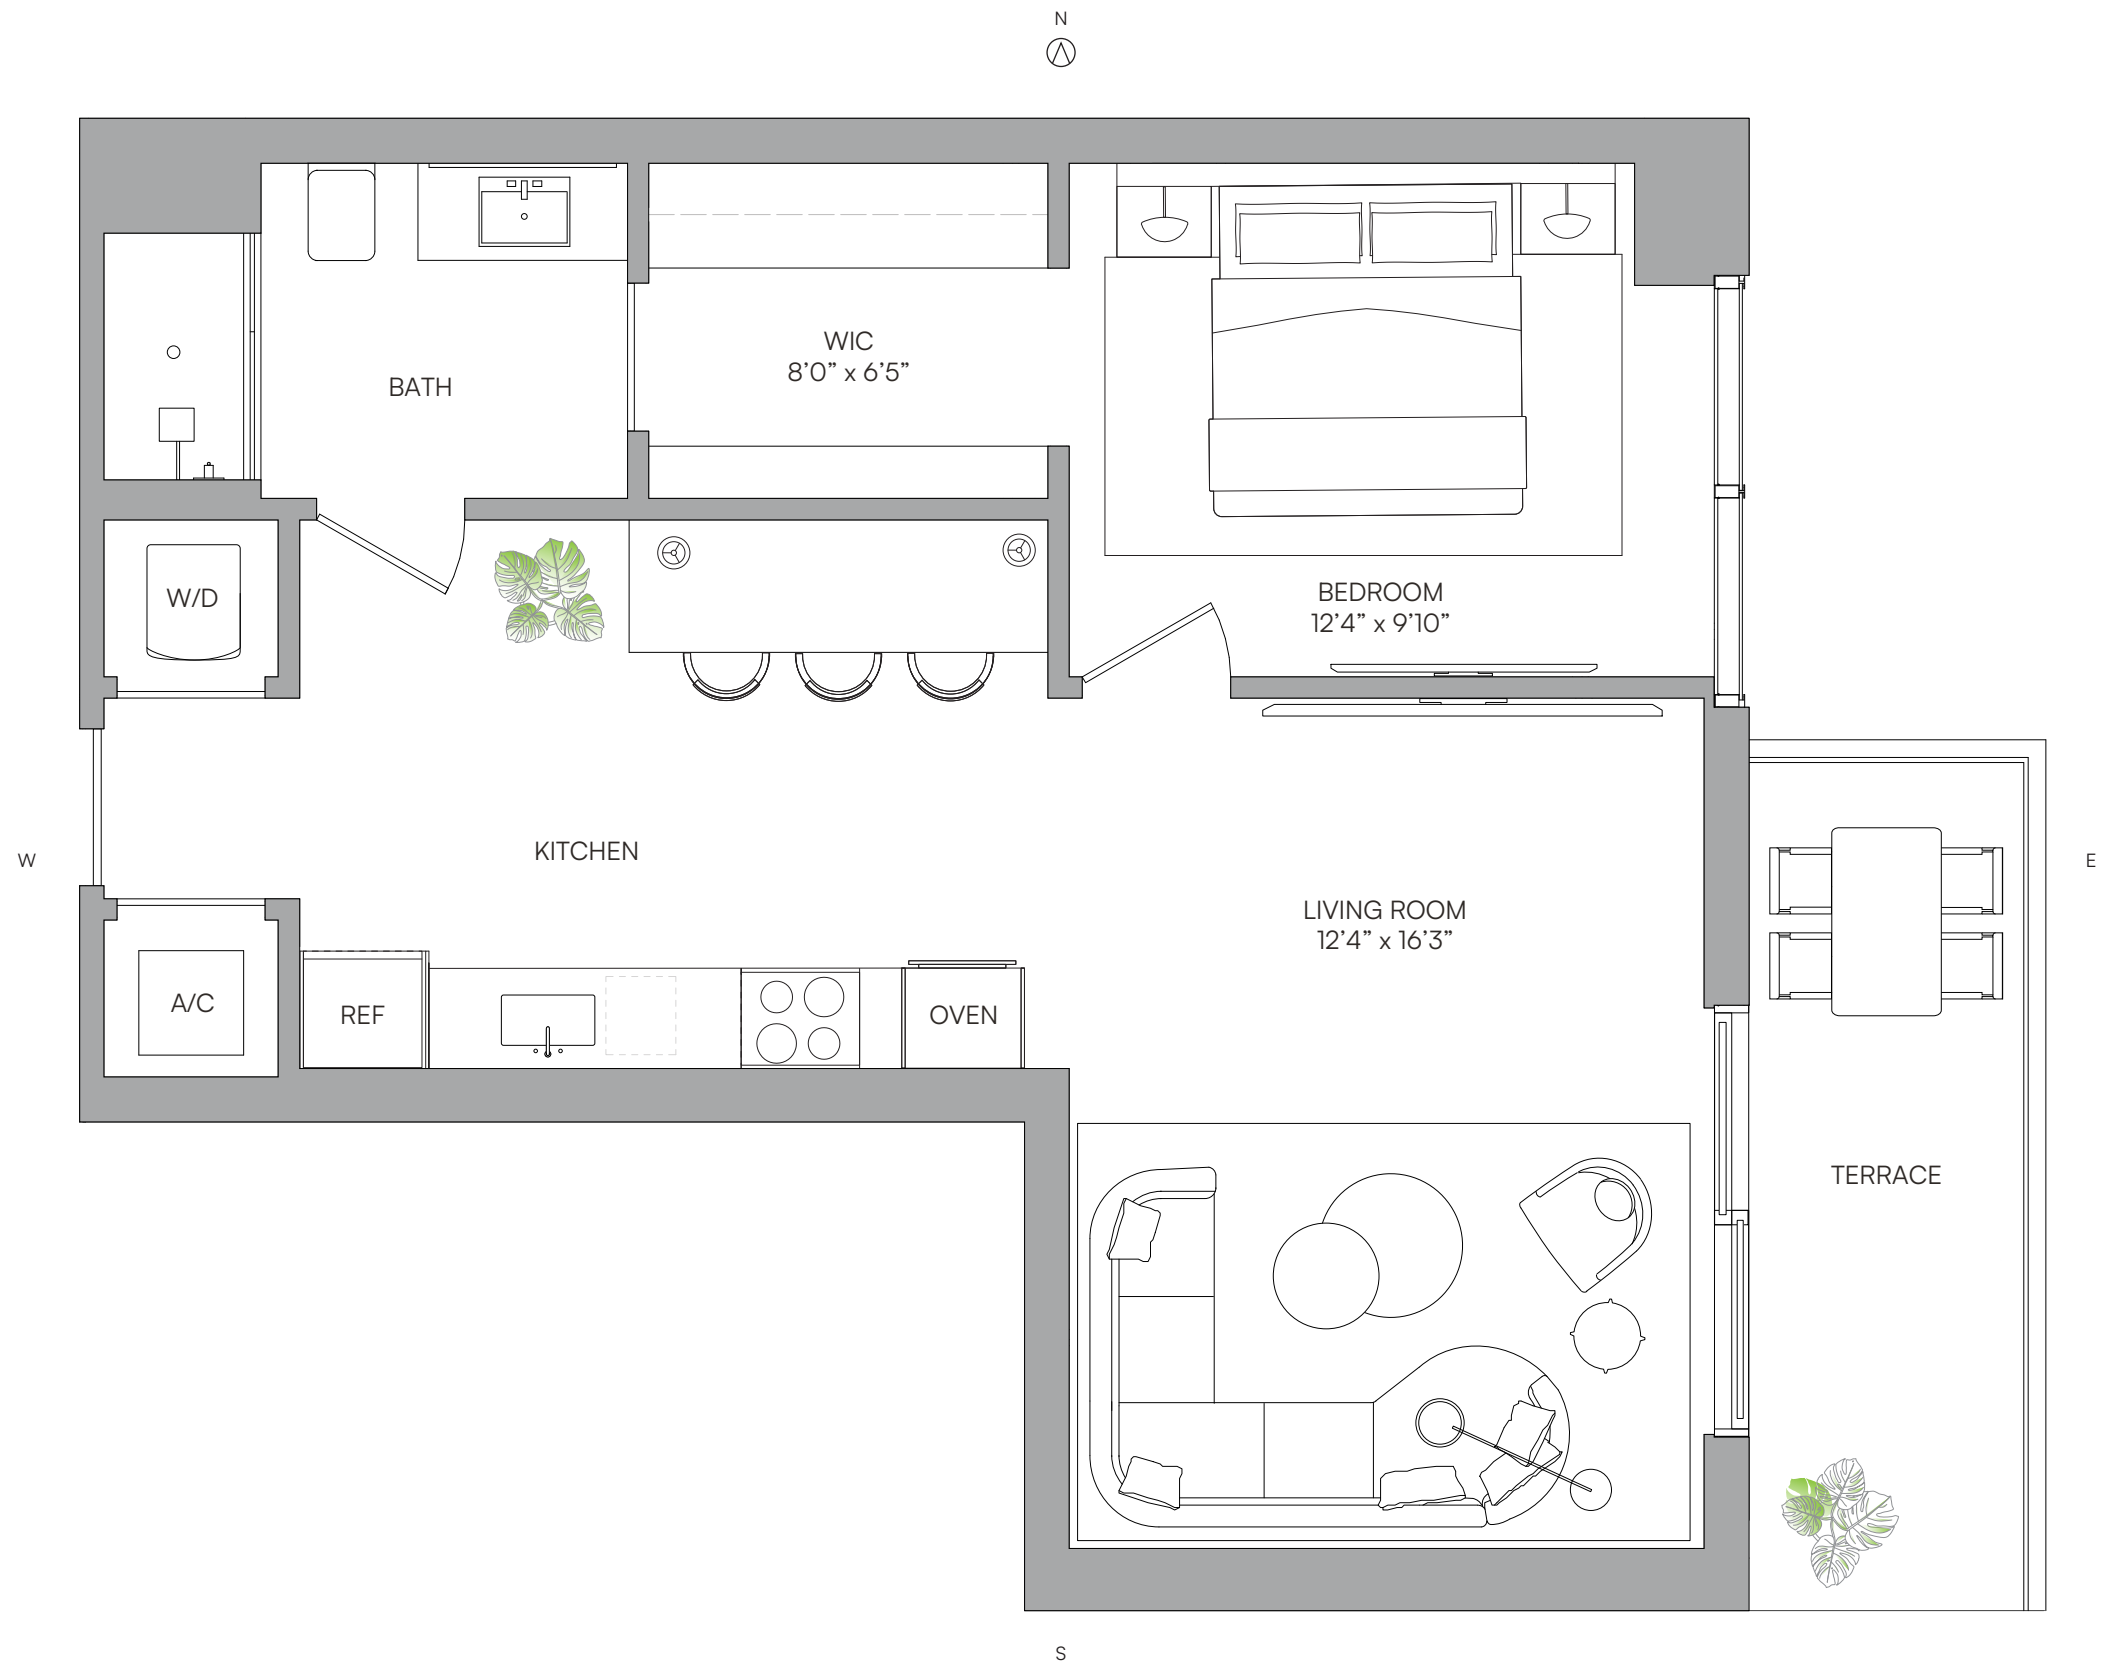 N
WIC
8’0” x 6’5”
BATH
BEDROOM
12’4” x 9’10”
W/D
KITCHEN
W
E
LIVING ROOM
12’4” x 16’3”
A/C
REF
OVEN
TERRACE
S